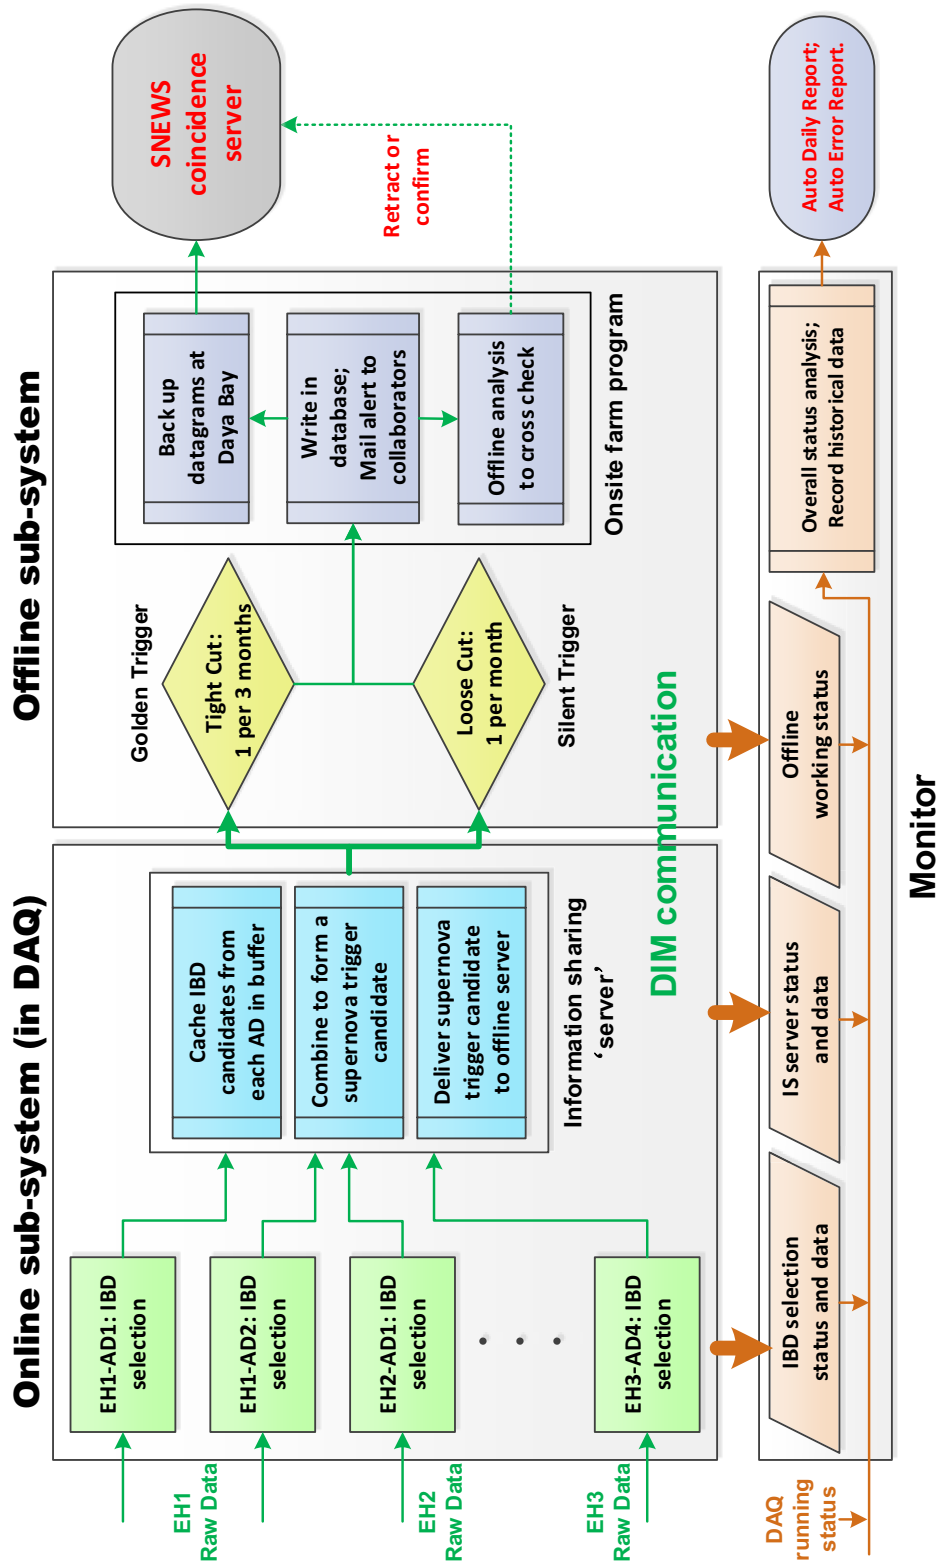 Online sub-system (in DAQ)
Offline sub-system
EH1
Raw Data
EH2
Raw Data
EH3
Raw Data
EH1-AD1: IBD
selection
EH1-AD2: IBD
selection
EH2-AD1: IBD
selection
. . .
EH3-AD4: IBD
selection
Cache IBD
candidates from
each AD in buffer
Combine to form a
supernova trigger
candidate
Deliver supernova
trigger candidate
to offline server
Information sharing
‘server’
Golden Trigger
Tight Cut:
1 per 3 months
Loose Cut:
1 per month
Silent Trigger
Back up
datagrams at
Daya Bay
Write in
database;
Mail alert to
collaborators
Offline analysis
to cross check
Onsite farm program
SNEWS
coincidence
server
Retract or
confirm
DIM communication
DAQ
running
status
IBD selection
status and data
IS server status
and data
Offline
working status
Overall status analysis;
Record historical data
Auto Daily Report;
Auto Error Report.
Monitor